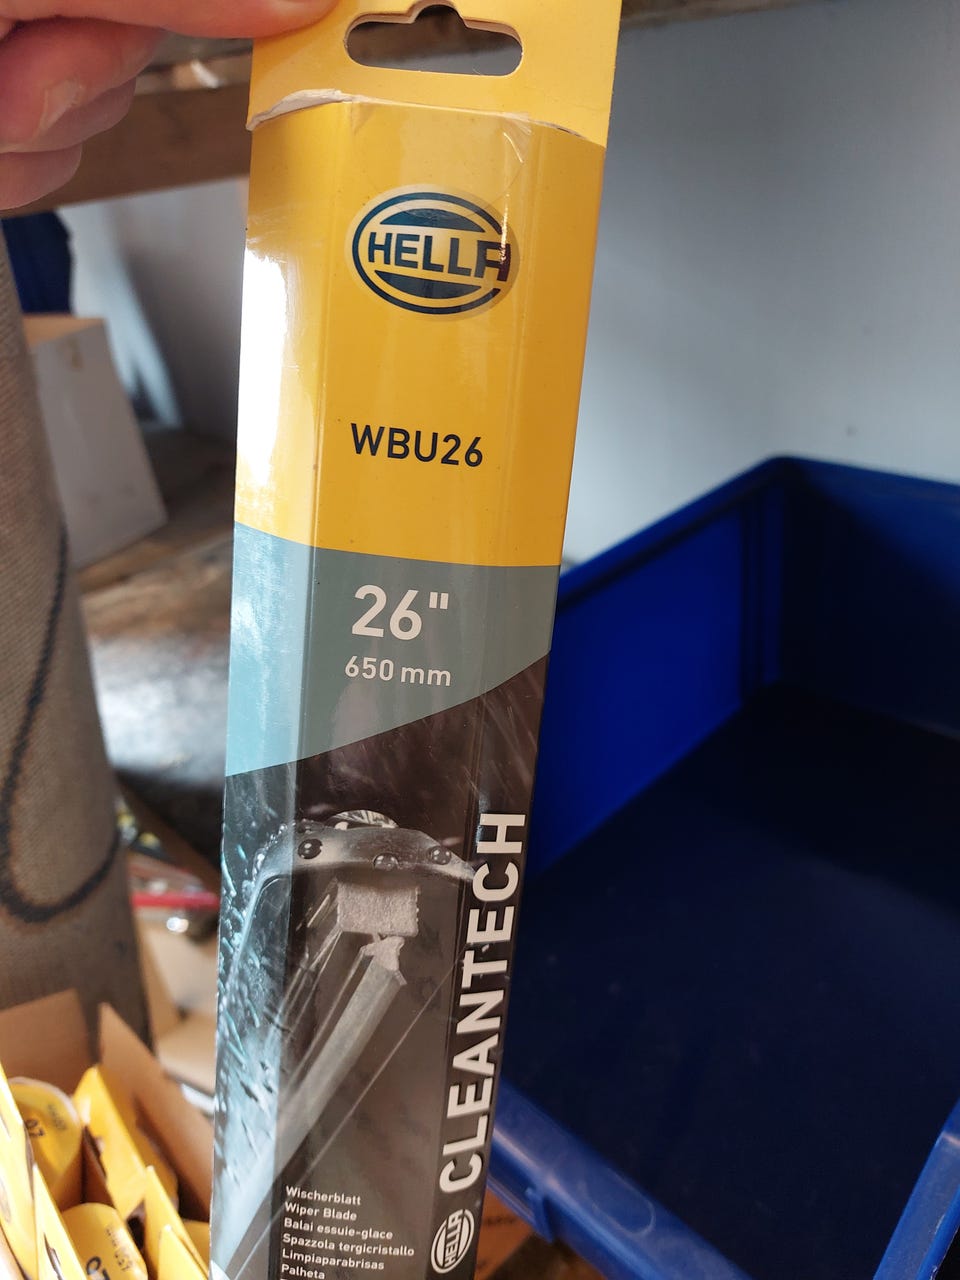 HELLA
WBU26
26"
650 mm
CLEANTECH
Wischerblatt
Wiper Blade
Balai essuie-glace
Spazzola tergicristallo
Limpiaparabrisas
Palheta
HELLA